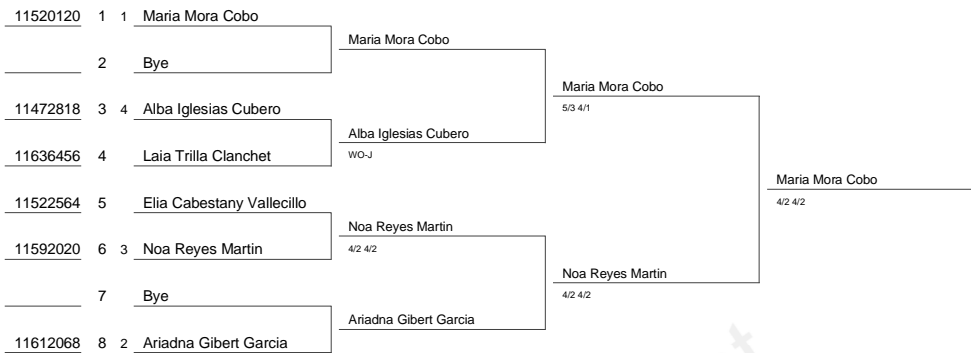 11520120 1 1 Maria Mora Cobo
Maria Mora Cobo
2 Bye
Maria Mora Cobo
5/3 4/1
11472818 3 4 Alba Iglesias Cubero
Alba Iglesias Cubero
WO-J
11636456 4 Laia Trilla Clanchet
Maria Mora Cobo
4/2 4/2
11522564 5 Elia Cabestany Vallecillo
Noa Reyes Martin
4/2 4/2
11592020 6 3 Noa Reyes Martin
Noa Reyes Martin
4/2 4/2
7 Bye
Ariadna Gibert Garcia
11612068 8 2 Ariadna Gibert Garcia